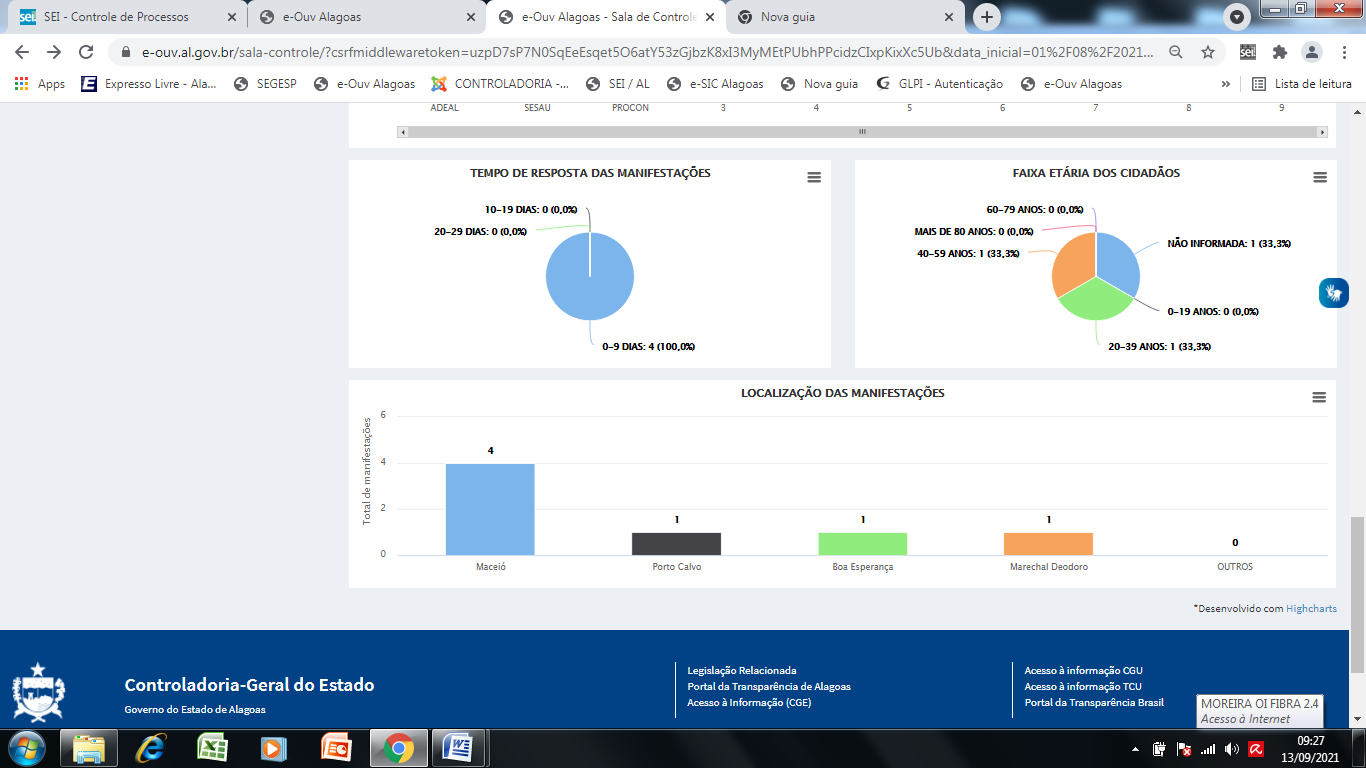 SEI - Controle de Processos
e-Ouv Alagoas
e-Ouv Alagoas - Sala de Controle
Nova guia
e-ouv.al.gov.br/sala-controle/?csrfmiddlewaretoken=uzpD7sP7N0SqEeEsqet5O6atY53zGjbzK8xI3MyMEtPUbhPPcidzCIxpKixXc5Ub&data_inicial=01%2F08%2F2021...
Apps
Expresso Livre - Ala...
SEGESP
e-Ouv Alagoas
CONTROLADORIA -...
SEI / AL
e-SIC Alagoas
Nova guia
GLPI - Autenticação
e-Ouv Alagoas
»
Lista de leitura
ADEAL SESAU PROCON 3 4 5 6 7 8 9
TEMPO DE RESPOSTA DAS MANIFESTAÇÕES
10-19 DIAS: 0 (0,0%)
20-29 DIAS: 0 (0,0%)
0-9 DIAS: 4 (100,0%)
FAIXA ETÁRIA DOS CIDADÃOS
60-79 ANOS: 0 (0,0%)
MAIS DE 80 ANOS: 0 (0,0%)
40-59 ANOS: 1 (33,3%)
NÃO INFORMADA: 1 (33,3%)
0-19 ANOS: 0 (0,0%)
20-39 ANOS: 1 (33,3%)
LOCALIZAÇÃO DAS MANIFESTAÇÕES
Total de manifestações
6
4
2
0
4
1
1
1
0
Maceió
Porto Calvo
Boa Esperança
Marechal Deodoro
OUTROS
*Desenvolvido com Highcharts
Controladoria-Geral do Estado
Governo do Estado de Alagoas
Legislação Relacionada
Portal da Transparência de Alagoas
Acesso à Informação (CGE)
Acesso à informação CGU
Acesso à informação TCU
Portal da Transparência Brasil
MOREIRA OI FIBRA 2.4
Acesso à Internet
09:27
13/09/2021